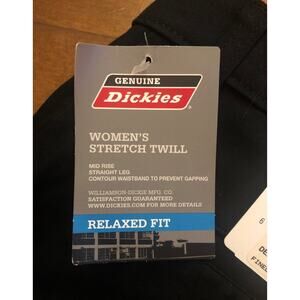 GENUINE
Dickies
WOMEN'S
STRETCH TWILL
MID RISE
STRAIGHT LEG
CONTOUR WAISTBAND TO PREVENT GAPPING
WILLIAMSON-DICKIE MFG. CO.
SATISFACTION GUARANTEED
WWW.DICKIES.COM FOR MORE DETAILS
RELAXED FIT
6